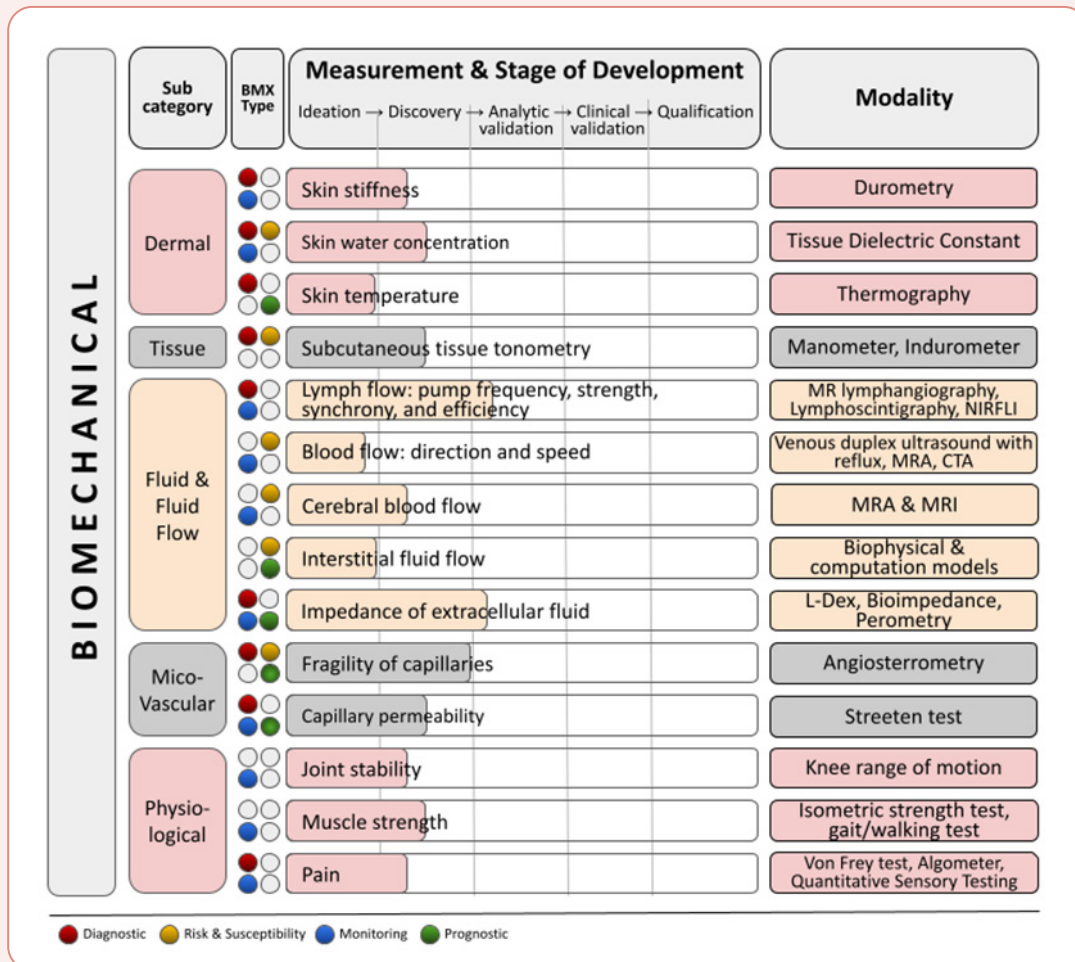 BIOMECHANICAL
Sub
category
BMX
Type
Measurement & Stage of Development
Ideation → Discovery → Analytic validation → Clinical validation → Qualification
Modality
Dermal
Skin stiffness
Durometry
Skin water concentration
Tissue Dielectric Constant
Skin temperature
Thermography
Tissue
Subcutaneous tissue tonometry
Manometer, Indurometer
Fluid &
Fluid
Flow
Lymph flow: pump frequency, strength,
synchrony, and efficiency
MR lymphangiography,
Lymphoscintigraphy, NIRFLI
Blood flow: direction and speed
Venous duplex ultrasound with
reflux, MRA, CTA
Cerebral blood flow
MRA & MRI
Interstitial fluid flow
Biophysical &
computation models
Impedance of extracellular fluid
L-Dex, Bioimpedance,
Perometry
Mico-
Vascular
Fragility of capillaries
Angiosterrometry
Capillary permeability
Streeten test
Physio-
logical
Joint stability
Knee range of motion
Muscle strength
Isometric strength test,
gait/walking test
Pain
Von Frey test, Algometer,
Quantitative Sensory Testing
Diagnostic
Risk & Susceptibility
Monitoring
Prognostic